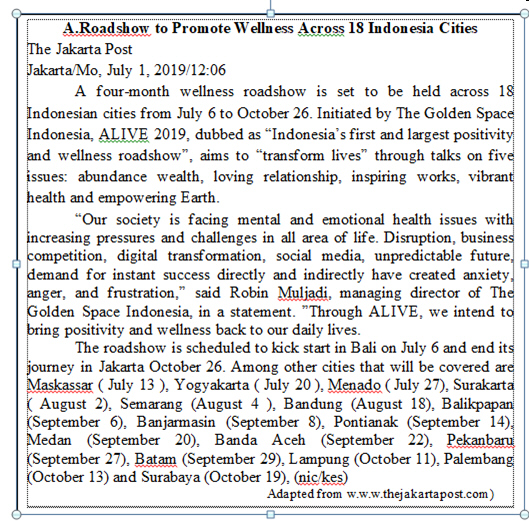 A.Roadshow to Promote Wellness Across 18 Indonesia Cities
The Jakarta Post
Jakarta/Mo, July 1, 2019/12:06
A four-month wellness roadshow is set to be held across 18
Indonesian cities from July 6 to October 26. Initiated by The Golden Space
Indonesia, ALIVE 2019, dubbed as “Indonesia’s first and largest positivity
and wellness roadshow”, aims to “transform lives” through talks on five
issues: abundance wealth, loving relationship, inspiring works, vibrant
health and empowering Earth.
“Our society is facing mental and emotional health issues with
increasing pressures and challenges in all area of life. Disruption, business
competition, digital transformation, social media, unpredictable future,
demand for instant success directly and indirectly have created anxiety,
anger, and frustration,” said Robin Muljadi, managing director of The
Golden Space Indonesia, in a statement. ”Through ALIVE, we intend to
bring positivity and wellness back to our daily lives.
The roadshow is scheduled to kick start in Bali on July 6 and end its
journey in Jakarta October 26. Among other cities that will be covered are
Maskassar ( July 13 ), Yogyakarta ( July 20 ), Menado ( July 27), Surakarta
( August 2), Semarang (August 4 ), Bandung (August 18), Balikpapan
(September 6), Banjarmasin (September 8), Pontianak (September 14),
Medan (September 20), Banda Aceh (September 22), Pekanbaru
(September 27), Batam (September 29), Lampung (October 11), Palembang
(October 13) and Surabaya (October 19), (nic/kes)
Adapted from w.w.w.thejakartapost.com)